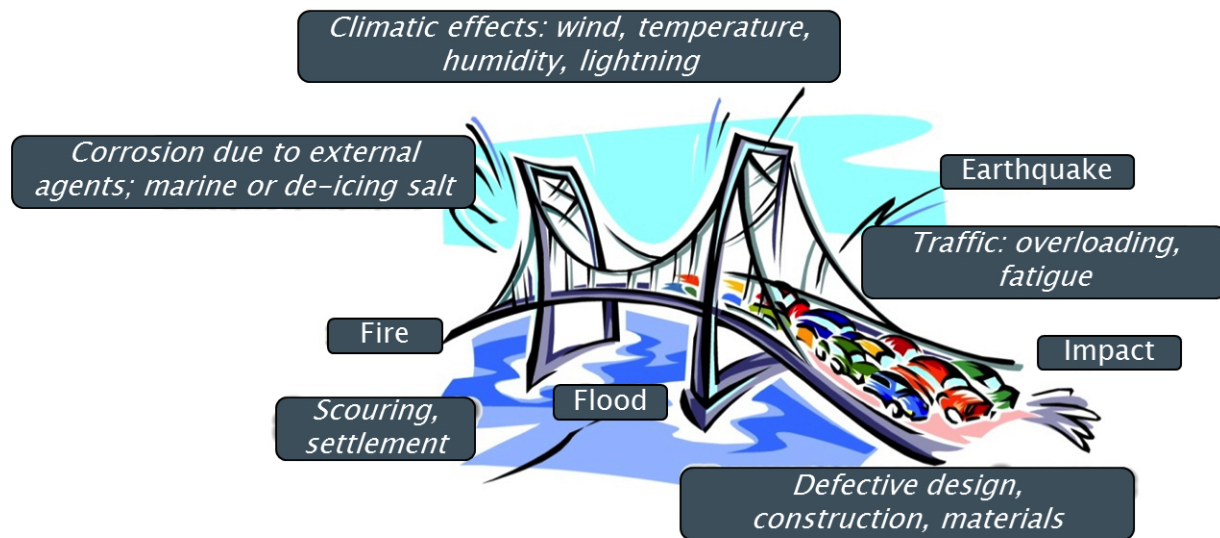 Climatic effects: wind, temperature,
humidity, lightning
Corrosion due to external
agents; marine or de-icing salt
Earthquake
Traffic: overloading,
fatigue
Fire
Impact
Scouring,
settlement
Flood
Defective design,
construction, materials